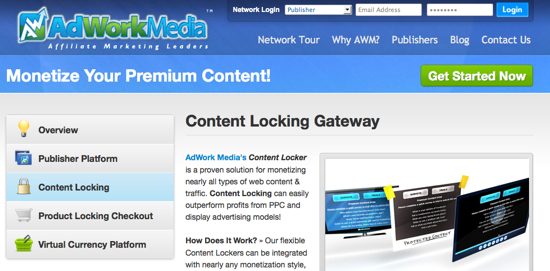 AdWorkMedia™
Affiliate Marketing Leaders
Network Login Publisher Email Address •••••••• Login
Network Tour Why AWM? Publishers Blog Contact Us
Monetize Your Premium Content!
Get Started Now
Overview
Publisher Platform
Content Locking
Product Locking Checkout
Virtual Currency Platform
Content Locking Gateway
AdWork Media's Content Locker
is a proven solution for monetizing
nearly all types of web content &
traffic. Content Locking can easily
outperform profits from PPC and
display advertising models!
How Does It Work? » Our flexible
Content Lockers can be integrated
with nearly any monetization style,
PROTECTED CONTENT